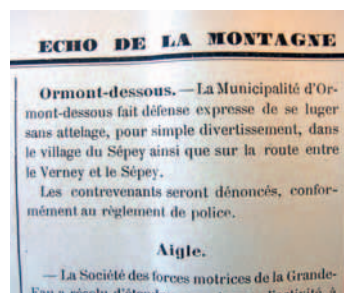 ECHO DE LA MONTAGNE
Ormont-dessous. — La Municipalité d'Or-
mont-dessous fait défense expresse de se luger
sans attelage, pour simple divertissement, dans
le village du Sépey ainsi que sur la route entre
le Verney et le Sépey.
Les contrevenants seront dénoncés, confor-
mément au règlement de police.
Aigle.
— La Société des forces motrices de la Grande-